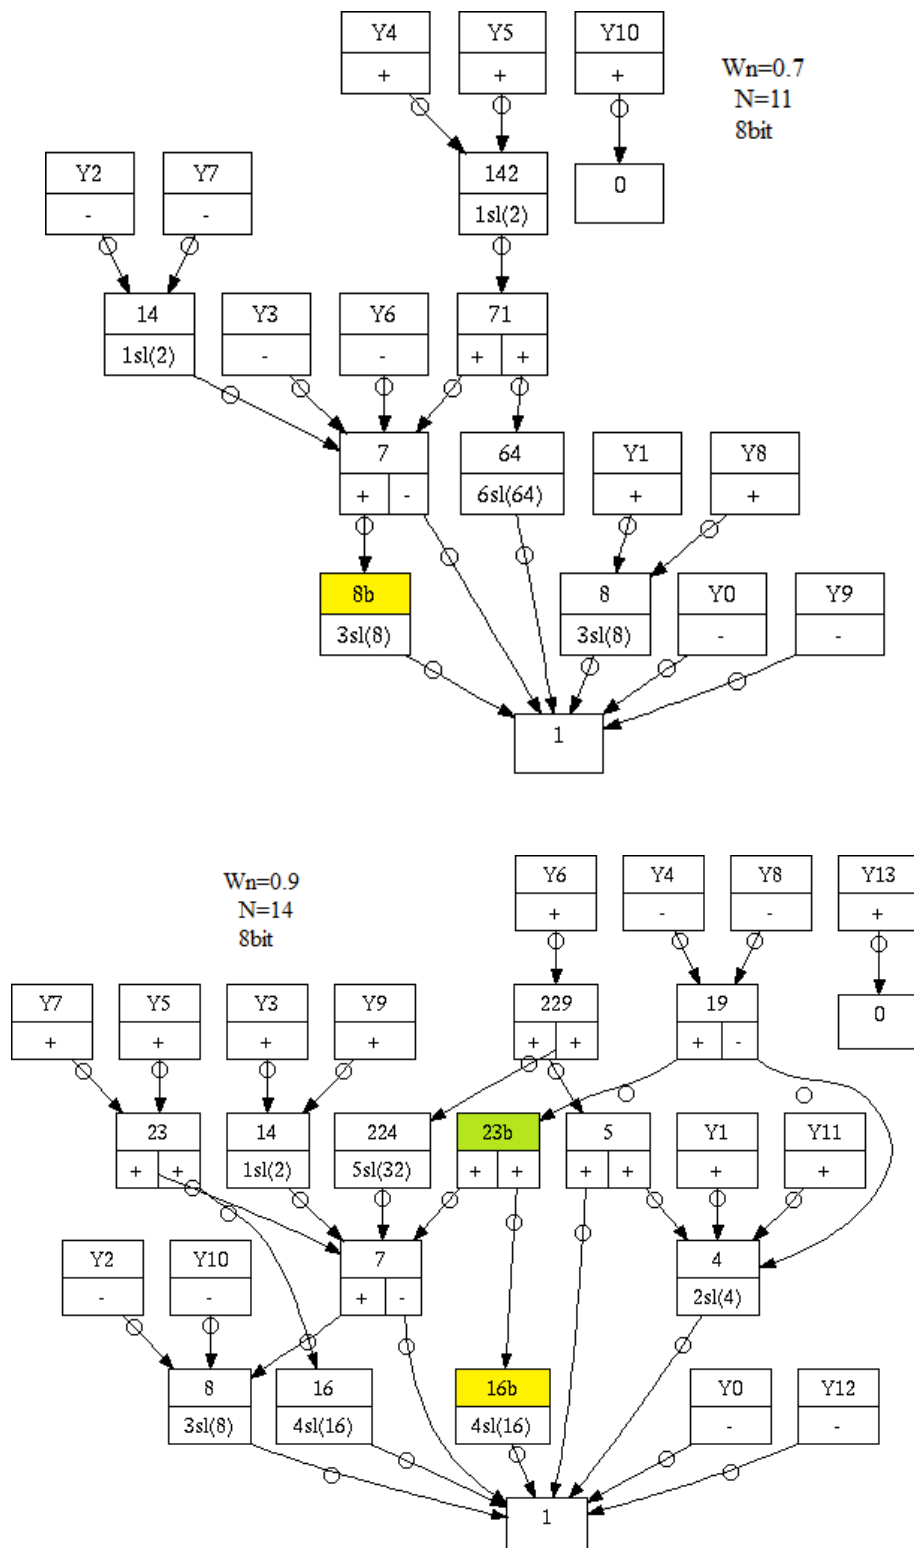 Y4 Y5 Y10
+ + +
Wn=0.7
N=11
8bit
Y2 Y7
- -
142
1sl(2)
0
14
1sl(2)
Y3 Y6
- -
71
+ +
7
+ -
64
6sl(64)
Y1 Y8
+ +
8b
3sl(8)
8
3sl(8)
Y0 Y9
- -
1
Wn=0.9
N=14
8bit
Y6 Y4 Y8 Y13
+ - - +
Y7 Y5 Y3 Y9
+ + + +
229
+ +
19
+ -
0
23
+ +
14
1sl(2)
224
5sl(32)
23b
+ +
5
+ +
Y1 Y11
+ +
Y2 Y10
- -
7
+ -
4
2sl(4)
8
3sl(8)
16
4sl(16)
16b
4sl(16)
Y0 Y12
- -
1